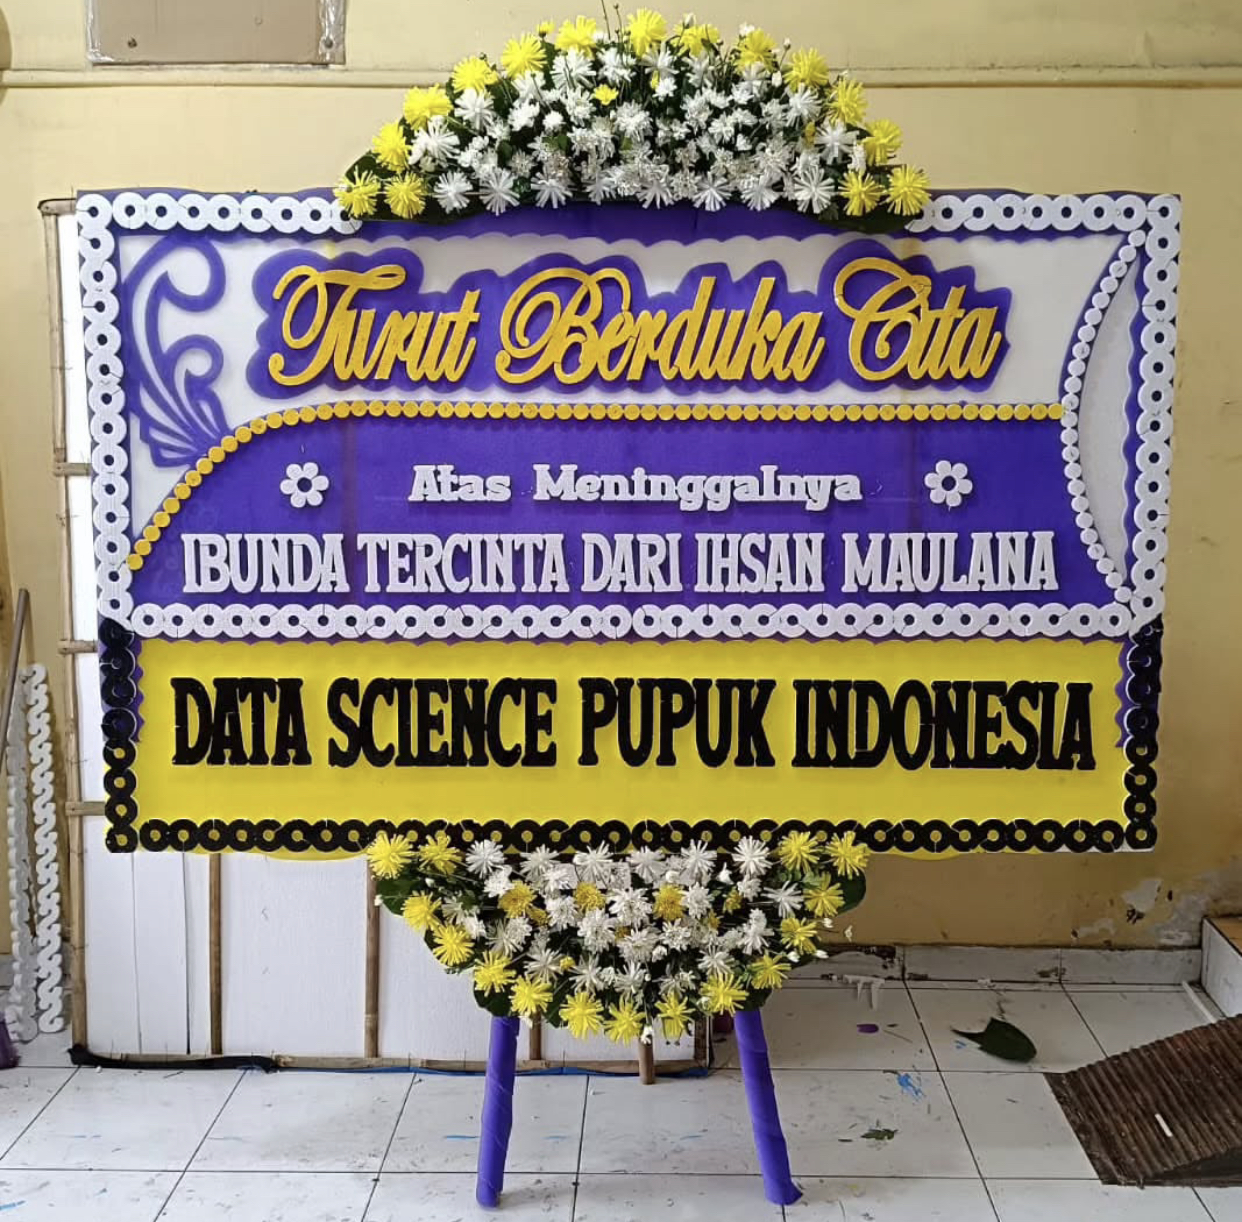 Turut Berduka Cita
Atas Meninggalnya
IBUNDA TERCINTA DARI IHSAN MAULANA
DATA SCIENCE PUPUK INDONESIA